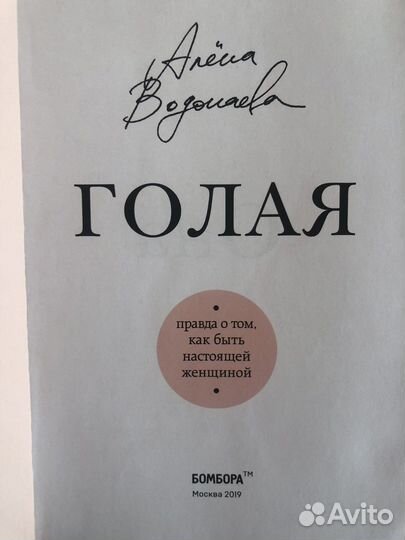 Алёна
Водонаева
ГОЛАЯ
правда о том,
как быть
настоящей
женщиной
БОМБОРА™
Москва 2019
Avito